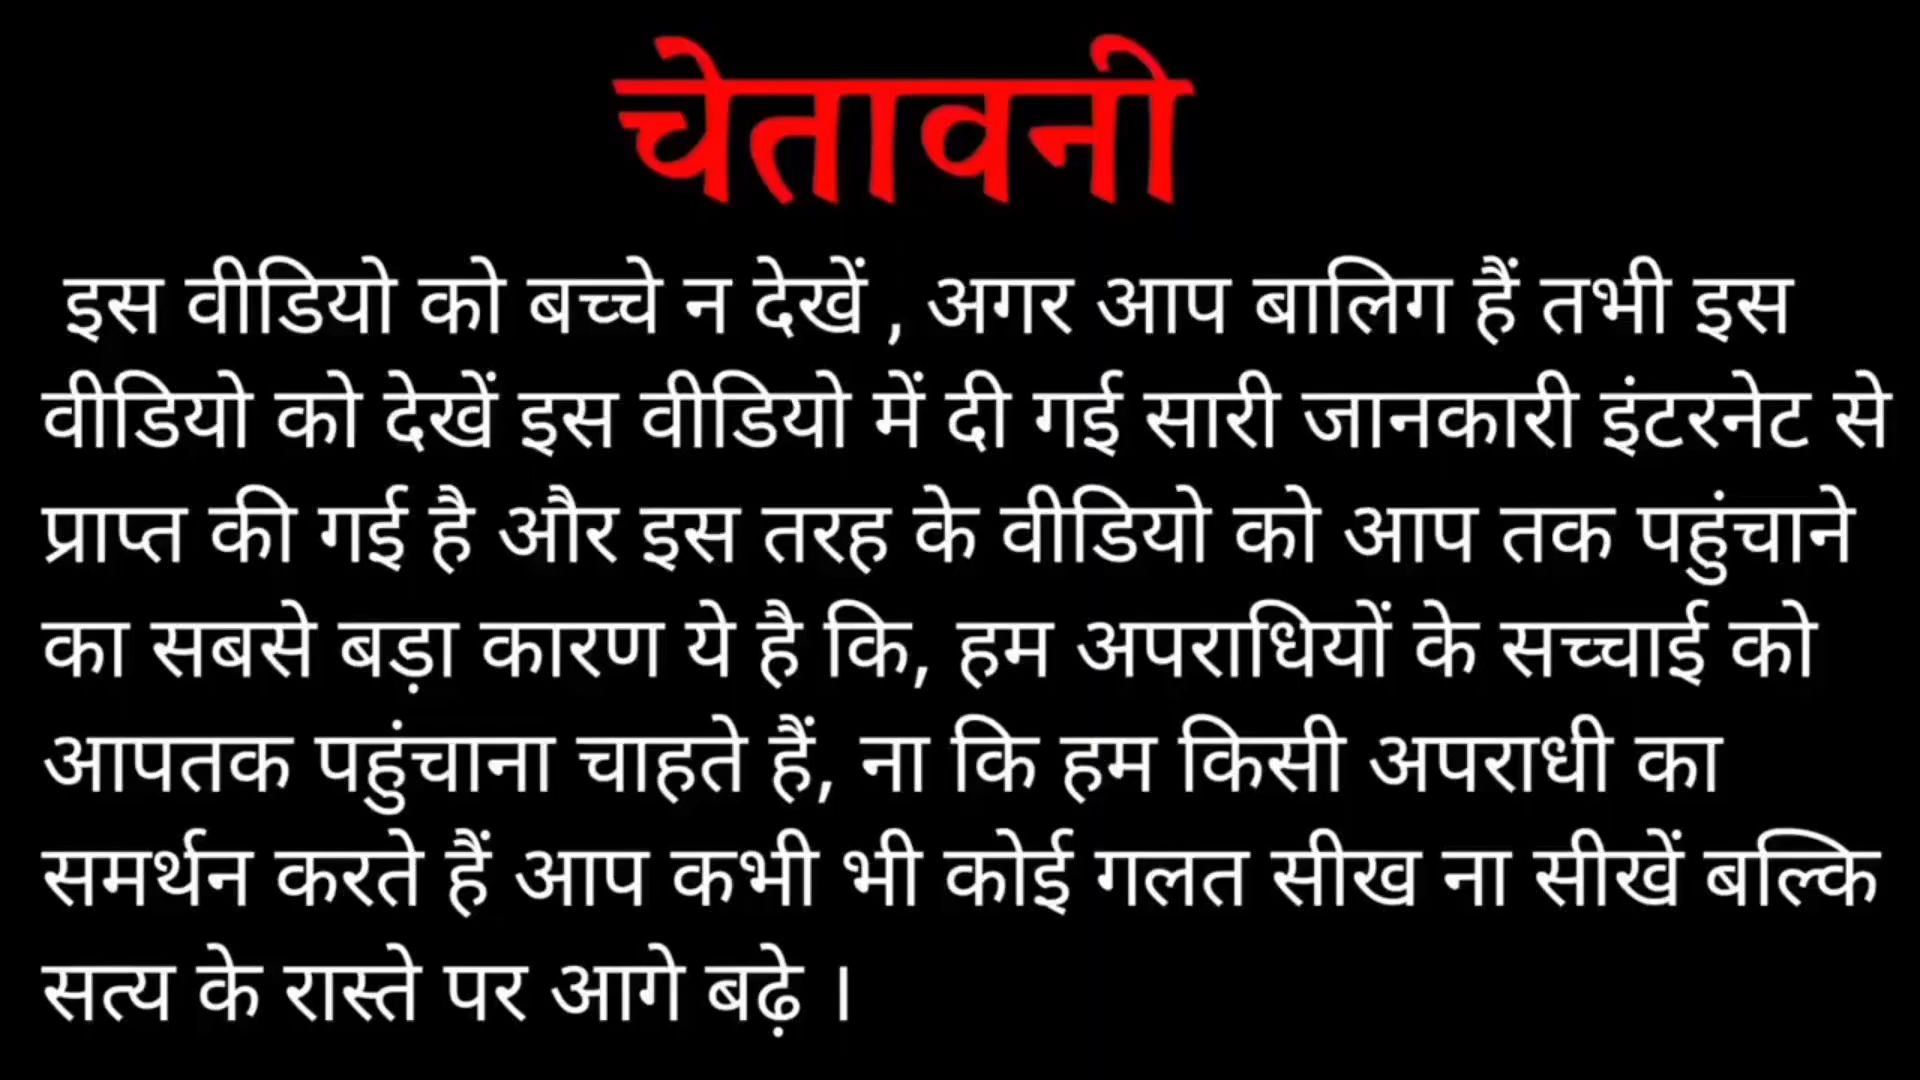 चेतावनी
इस वीडियो को बच्चे न देखें , अगर आप बालिग हैं तभी इस
वीडियो को देखें इस वीडियो में दी गई सारी जानकारी इंटरनेट से
प्राप्त की गई है और इस तरह के वीडियो को आप तक पहुंचाने
का सबसे बड़ा कारण ये है कि, हम अपराधियों के सच्चाई को
आपतक पहुंचाना चाहते हैं, ना कि हम किसी अपराधी का
समर्थन करते हैं आप कभी भी कोई गलत सीख ना सीखें बल्कि
सत्य के रास्ते पर आगे बढ़े ।